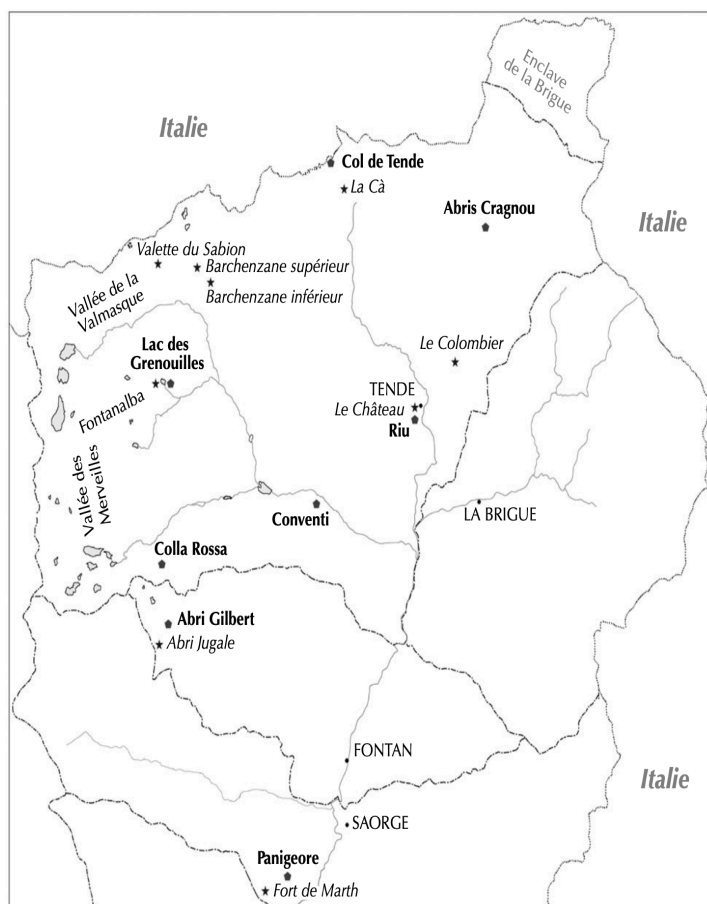 Enclave
de la Brigue
Italie
Col de Tende
La Cà
Abris Cragnou
Italie
Valette du Sabion
Barchenzane supérieur
Barchenzane inférieur
Vallée de la
Valmasque
Lac des
Grenouilles
Le Colombier
Fontanalba
TENDE
Le Château
Riu
Vallée des
Merveilles
Conventi
LA BRIGUE
Colla Rossa
Abri Gilbert
Abri Jugale
FONTAN
Italie
SAORGE
Panigeore
Fort de Marth